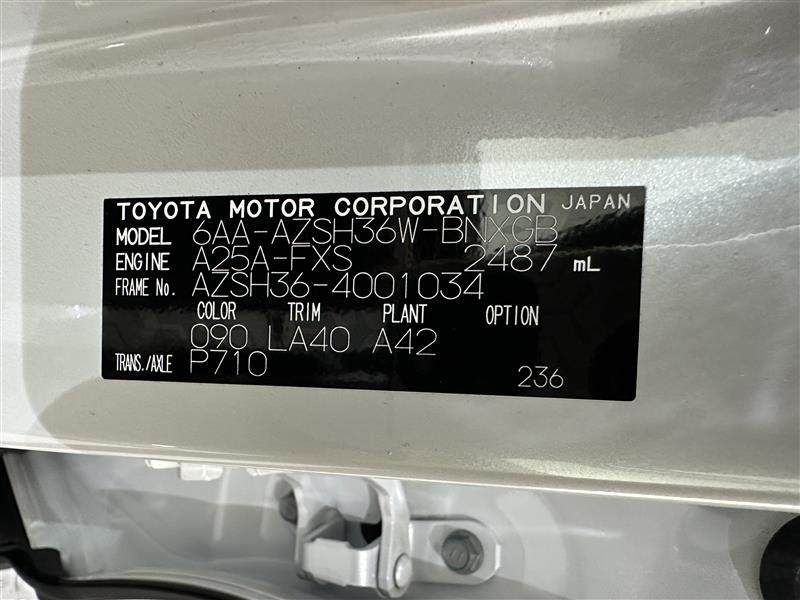 TOYOTA MOTOR CORPORATION JAPAN
MODEL 6AA-AZSH36W-BNXGB
ENGINE A25A-FXS 2487 mL
FRAME No. AZSH36-4001034
COLOR TRIM PLANT OPTION
090 LA40 A42
TRANS./AXLE P710
236